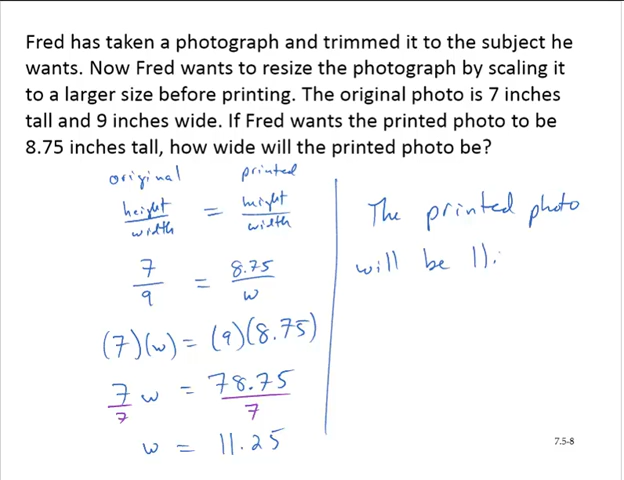 Fred has taken a photograph and trimmed it to the subject he
wants. Now Fred wants to resize the photograph by scaling it
to a larger size before printing. The original photo is 7 inches
tall and 9 inches wide. If Fred wants the printed photo to be
8.75 inches tall, how wide will the printed photo be?
original printed
height/width = height/width
7/9 = 8.75/w
(7)(w) = (9)(8.75)
7w/7 = 78.75/7
w = 11.25
The printed photo
will be 11.
7.5-8